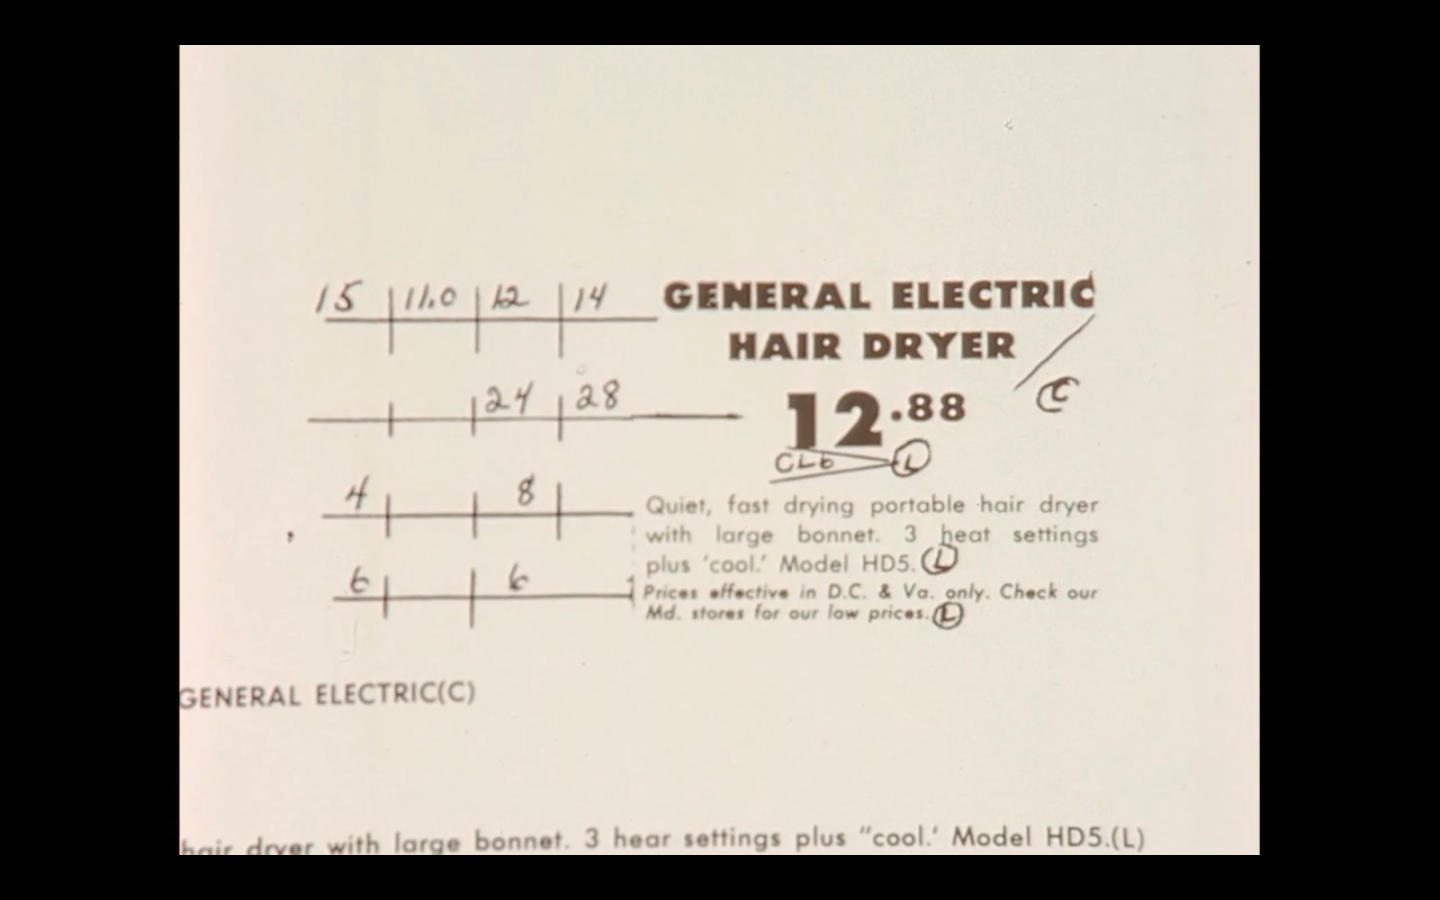 15 11.0 12 14
GENERAL ELECTRIC
HAIR DRYER
C
24 28
12.88
CL6 L
4 8
Quiet, fast drying portable hair dryer
with large bonnet. 3 heat settings
plus ‘cool.’ Model HD5. L
6 6
Prices effective in D.C. & Va. only. Check our
Md. stores for our low prices. L
GENERAL ELECTRIC(C)
hair dryer with large bonnet. 3 hear settings plus “cool.’ Model HD5.(L)